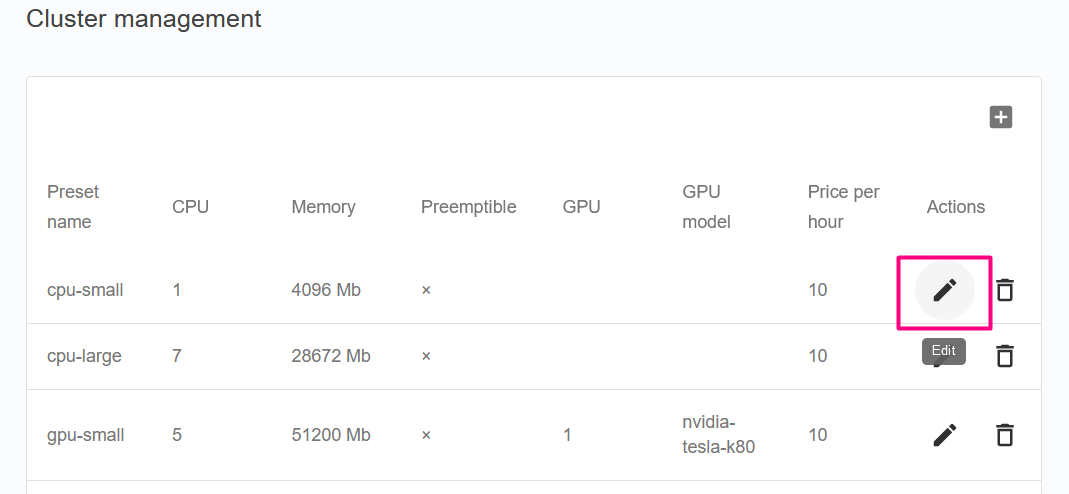 Cluster management
Preset name CPU Memory Preemptible GPU GPU model Price per hour Actions
cpu-small 1 4096 Mb × 10
Edit
cpu-large 7 28672 Mb × 10
gpu-small 5 51200 Mb × 1 nvidia-tesla-k80 10